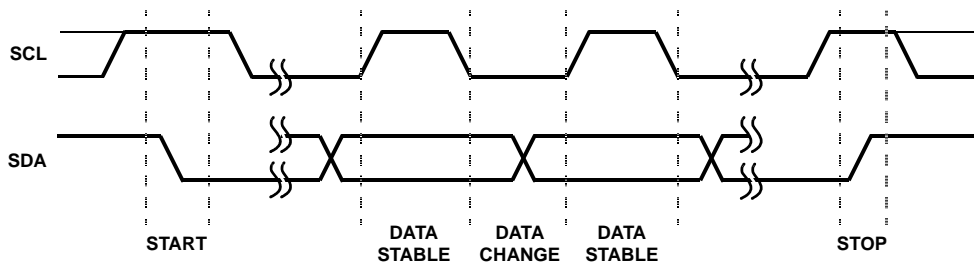 SCL
SDA
START
DATA
STABLE
DATA
CHANGE
DATA
STABLE
STOP